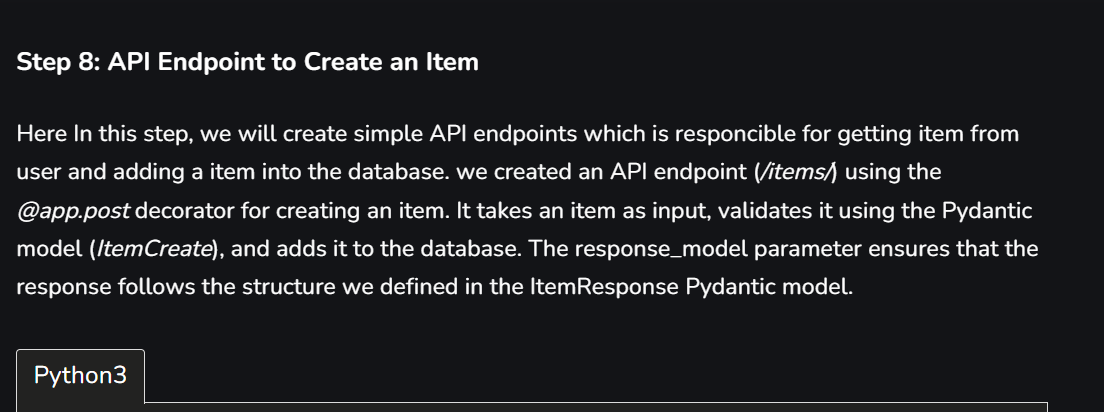 Step 8: API Endpoint to Create an Item
Here In this step, we will create simple API endpoints which is responcible for getting item from
user and adding a item into the database. we created an API endpoint (/items/) using the
@app.post decorator for creating an item. It takes an item as input, validates it using the Pydantic
model (ItemCreate), and adds it to the database. The response_model parameter ensures that the
response follows the structure we defined in the ItemResponse Pydantic model.
Python3